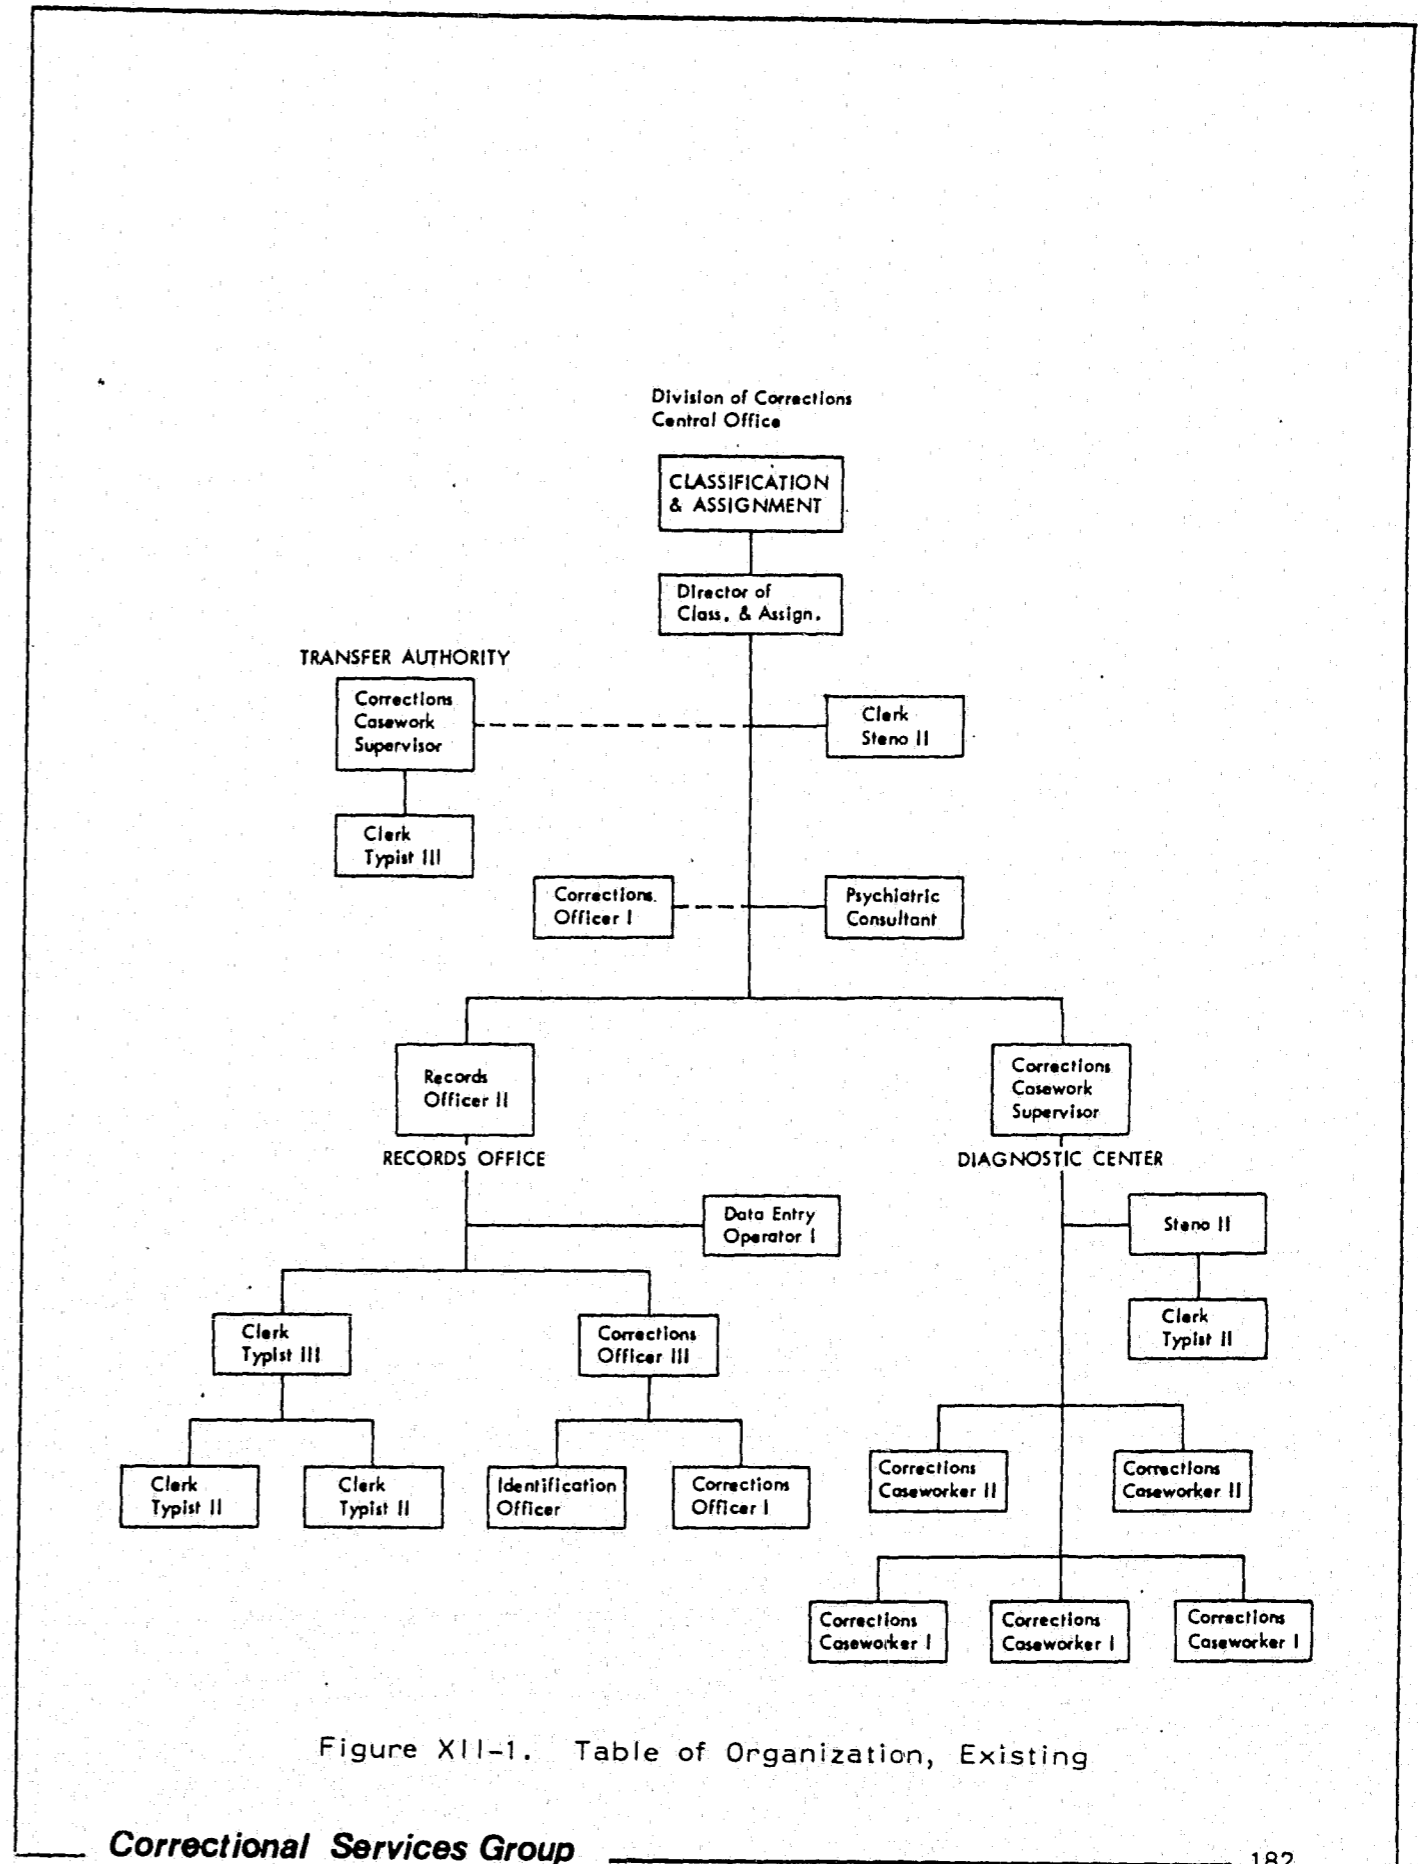 Division of Corrections
Central Office
CLASSIFICATION
& ASSIGNMENT
Director of
Class. & Assign.
TRANSFER AUTHORITY
Corrections
Casework
Supervisor
Clerk
Steno II
Clerk
Typist III
Corrections
Officer I
Psychiatric
Consultant
Records
Officer II
RECORDS OFFICE
Corrections
Casework
Supervisor
DIAGNOSTIC CENTER
Data Entry
Operator I
Steno II
Clerk
Typist II
Clerk
Typist III
Corrections
Officer III
Clerk
Typist II
Clerk
Typist II
Identification
Officer
Corrections
Officer I
Corrections
Caseworker II
Corrections
Caseworker II
Corrections
Caseworker I
Corrections
Caseworker I
Corrections
Caseworker I
Figure XII-1. Table of Organization, Existing
Correctional Services Group
182